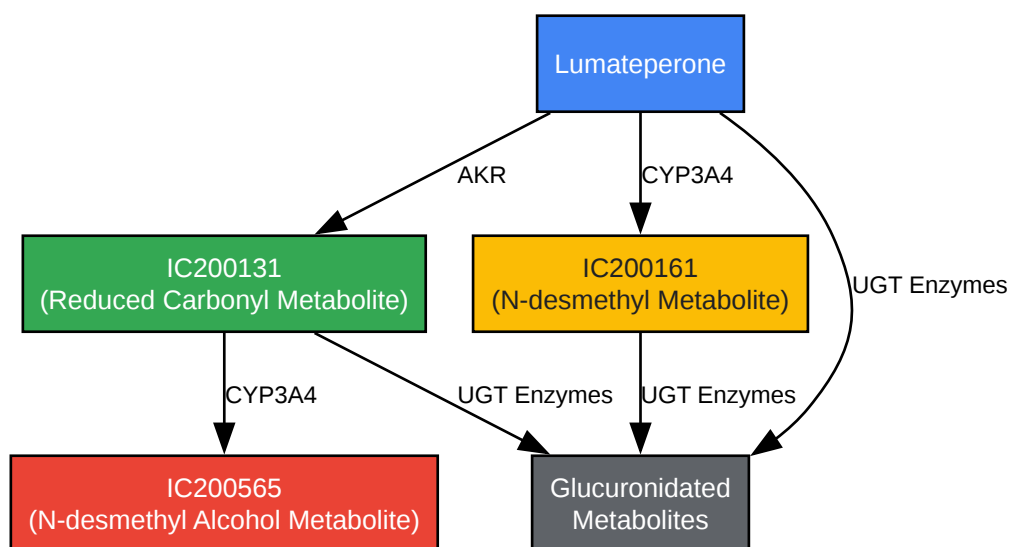 Lumateperone
AKR
CYP3A4
UGT Enzymes
IC200131
(Reduced Carbonyl Metabolite)
IC200161
(N-desmethyl Metabolite)
CYP3A4
UGT Enzymes
UGT Enzymes
IC200565
(N-desmethyl Alcohol Metabolite)
Glucuronidated
Metabolites